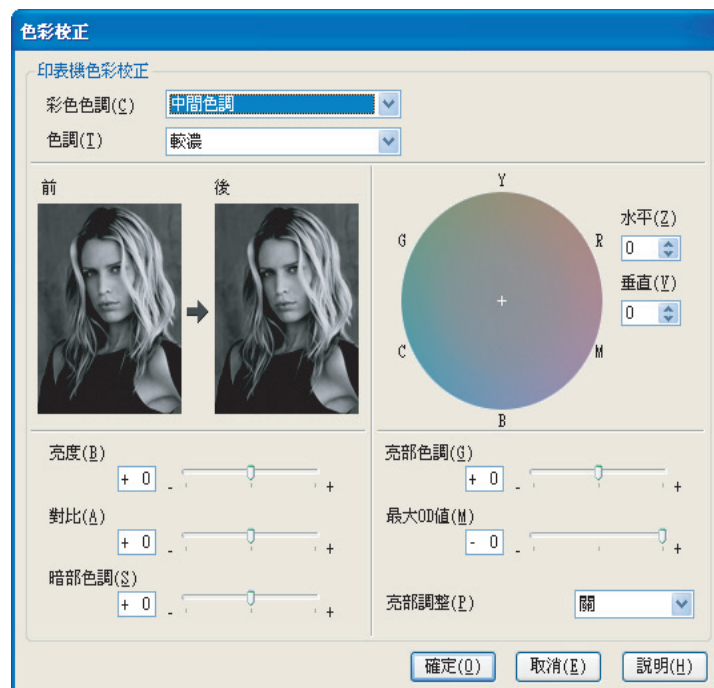 色彩校正
印表機色彩校正
彩色色調(C) 中間色調
色調(T) 較濃
前 後
Y
G R
C M
B
水平(Z)
0
垂直(V)
0
亮度(B)
+ 0 - +
對比(A)
+ 0 - +
暗部色調(S)
+ 0 - +
亮部色調(G)
+ 0 - +
最大OD值(M)
- 0 - +
亮部調整(P) 關
確定(O) 取消(E) 說明(H)